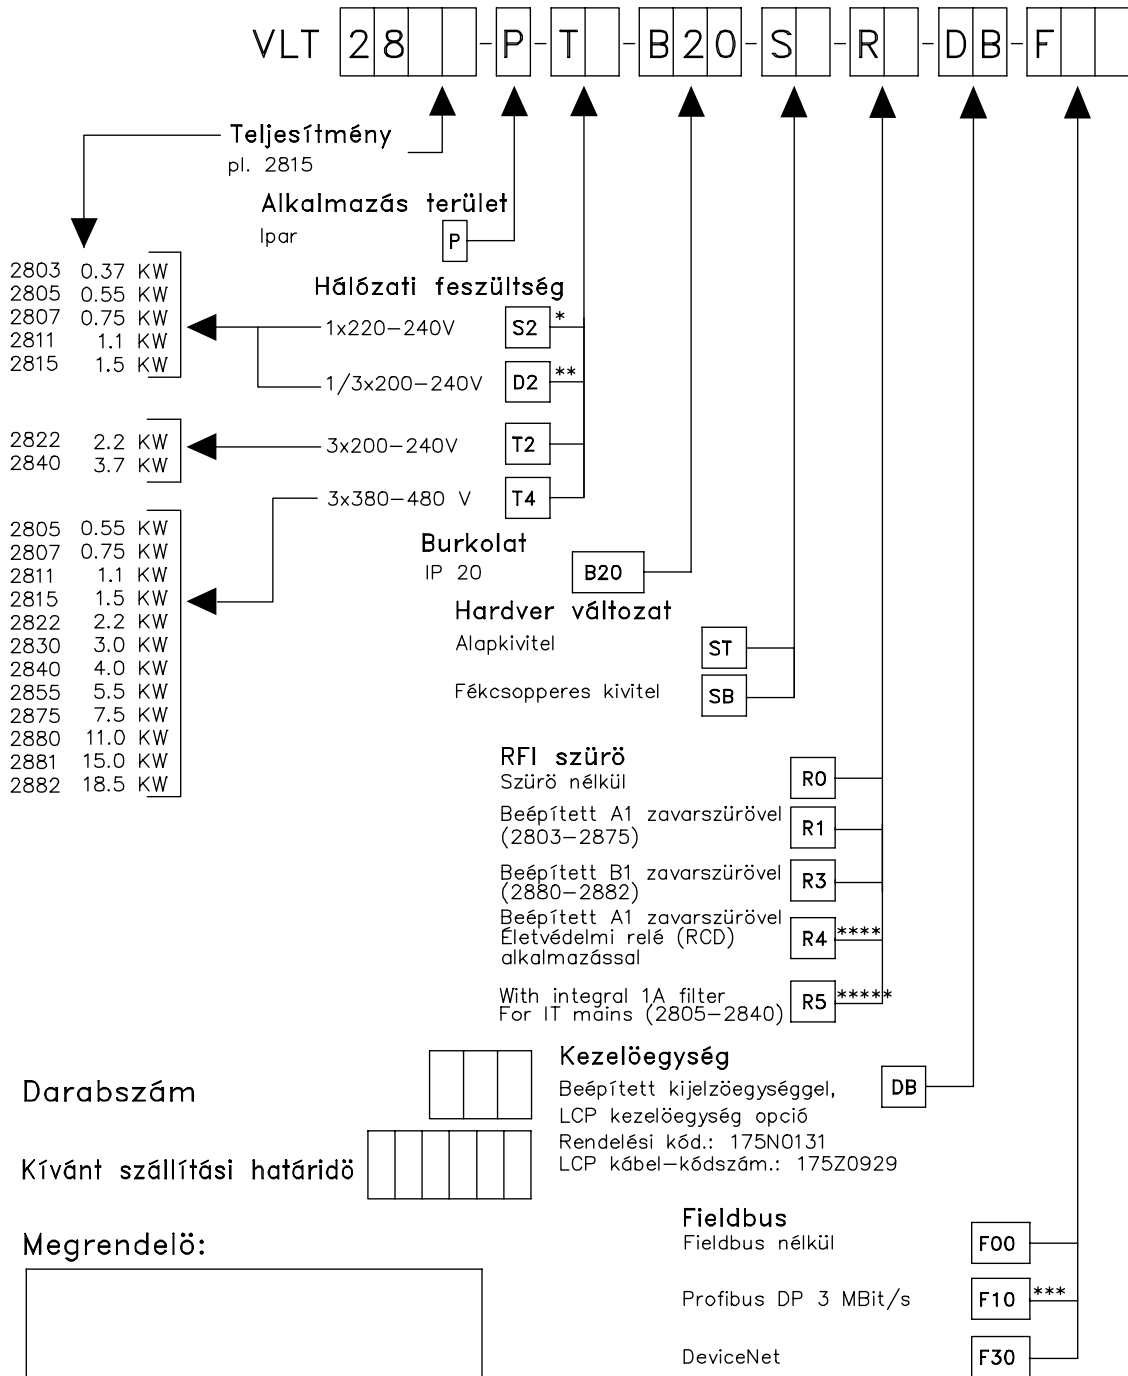 VLT 28 -P-T -B20-S -R -DB-F
Teljesítmény
pl. 2815
Alkalmazás terület
Ipar P
2803 0.37 KW
2805 0.55 KW
2807 0.75 KW
2811 1.1 KW
2815 1.5 KW
Hálózati feszültség
1x220-240V S2 *
1/3x200-240V D2 **
2822 2.2 KW
2840 3.7 KW
3x200-240V T2
3x380-480 V T4
2805 0.55 KW
2807 0.75 KW
2811 1.1 KW
2815 1.5 KW
2822 2.2 KW
2830 3.0 KW
2840 4.0 KW
2855 5.5 KW
2875 7.5 KW
2880 11.0 KW
2881 15.0 KW
2882 18.5 KW
Burkolat
IP 20 B20
Hardver változat
Alapkivitel ST
Fékcsopperes kivitel SB
RFI szürö
Szürö nélkül R0
Beépített A1 zavarszürövel R1
(2803-2875)
Beépített B1 zavarszürövel R3
(2880-2882)
Beépített A1 zavarszürövel
Életvédelmi relé (RCD) R4 ****
alkalmazással
With integral 1A filter R5 *****
For IT mains (2805-2840)
Kezelöegység
Beépített kijelzöegységgel, DB
LCP kezelöegység opció
Rendelési kód.: 175N0131
LCP kábel-kódszám.: 175Z0929
Darabszám
Kívánt szállítási határidö
Megrendelö:
Fieldbus
Fieldbus nélkül F00
Profibus DP 3 MBit/s F10 ***
DeviceNet F30